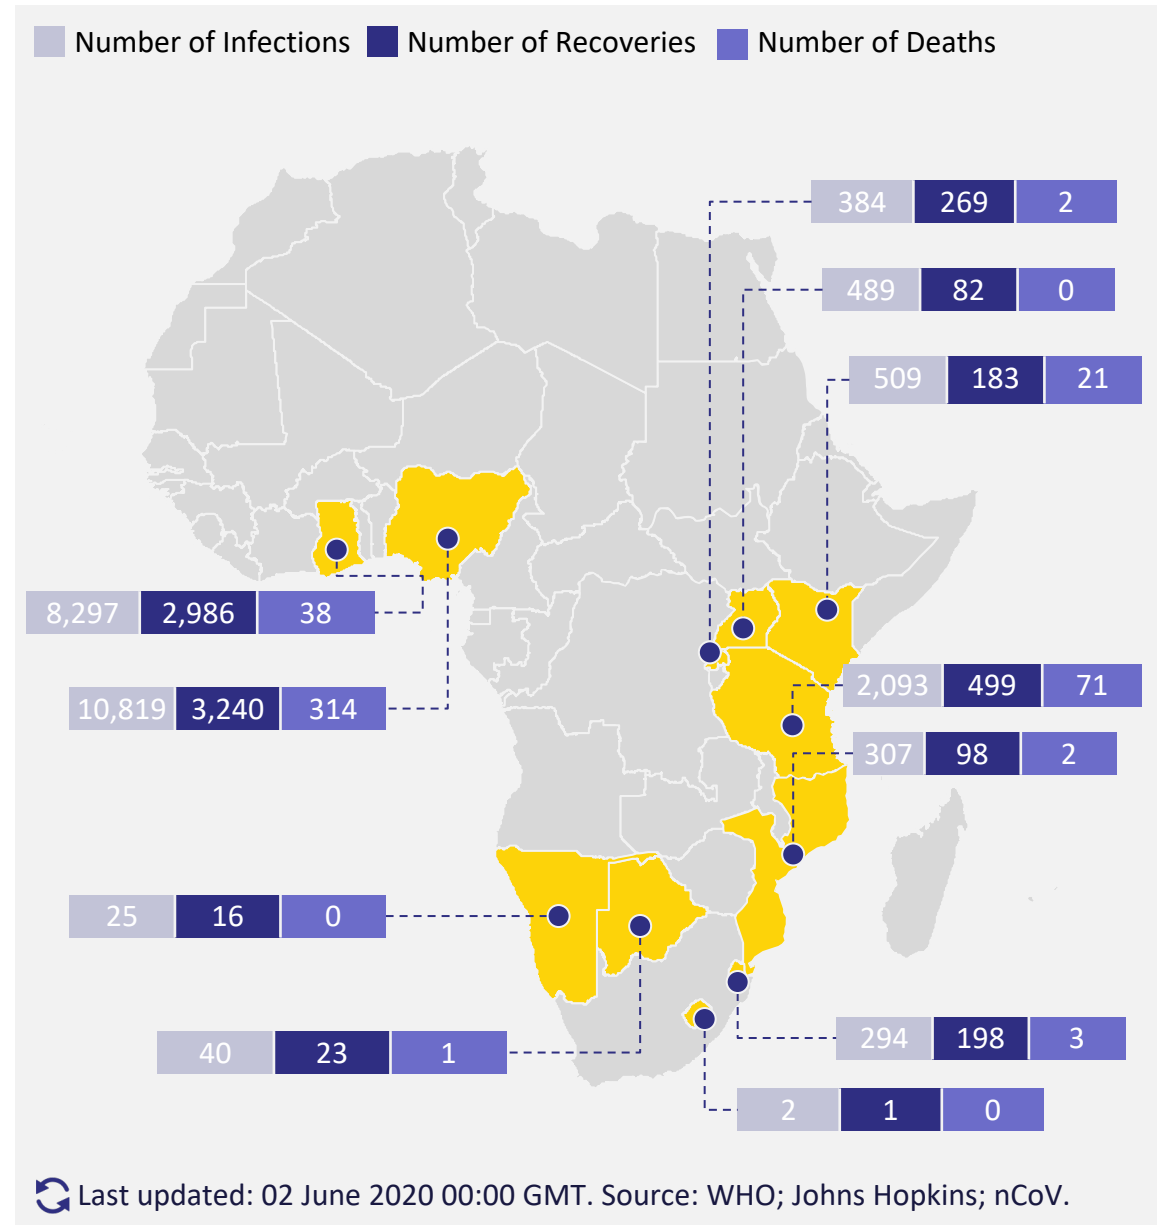 Number of Infections Number of Recoveries Number of Deaths
384 269 2
489 82 0
509 183 21
8,297 2,986 38
2,093 499 71
10,819 3,240 314
307 98 2
25 16 0
294 198 3
40 23 1
2 1 0
Last updated: 02 June 2020 00:00 GMT. Source: WHO; Johns Hopkins; nCoV.